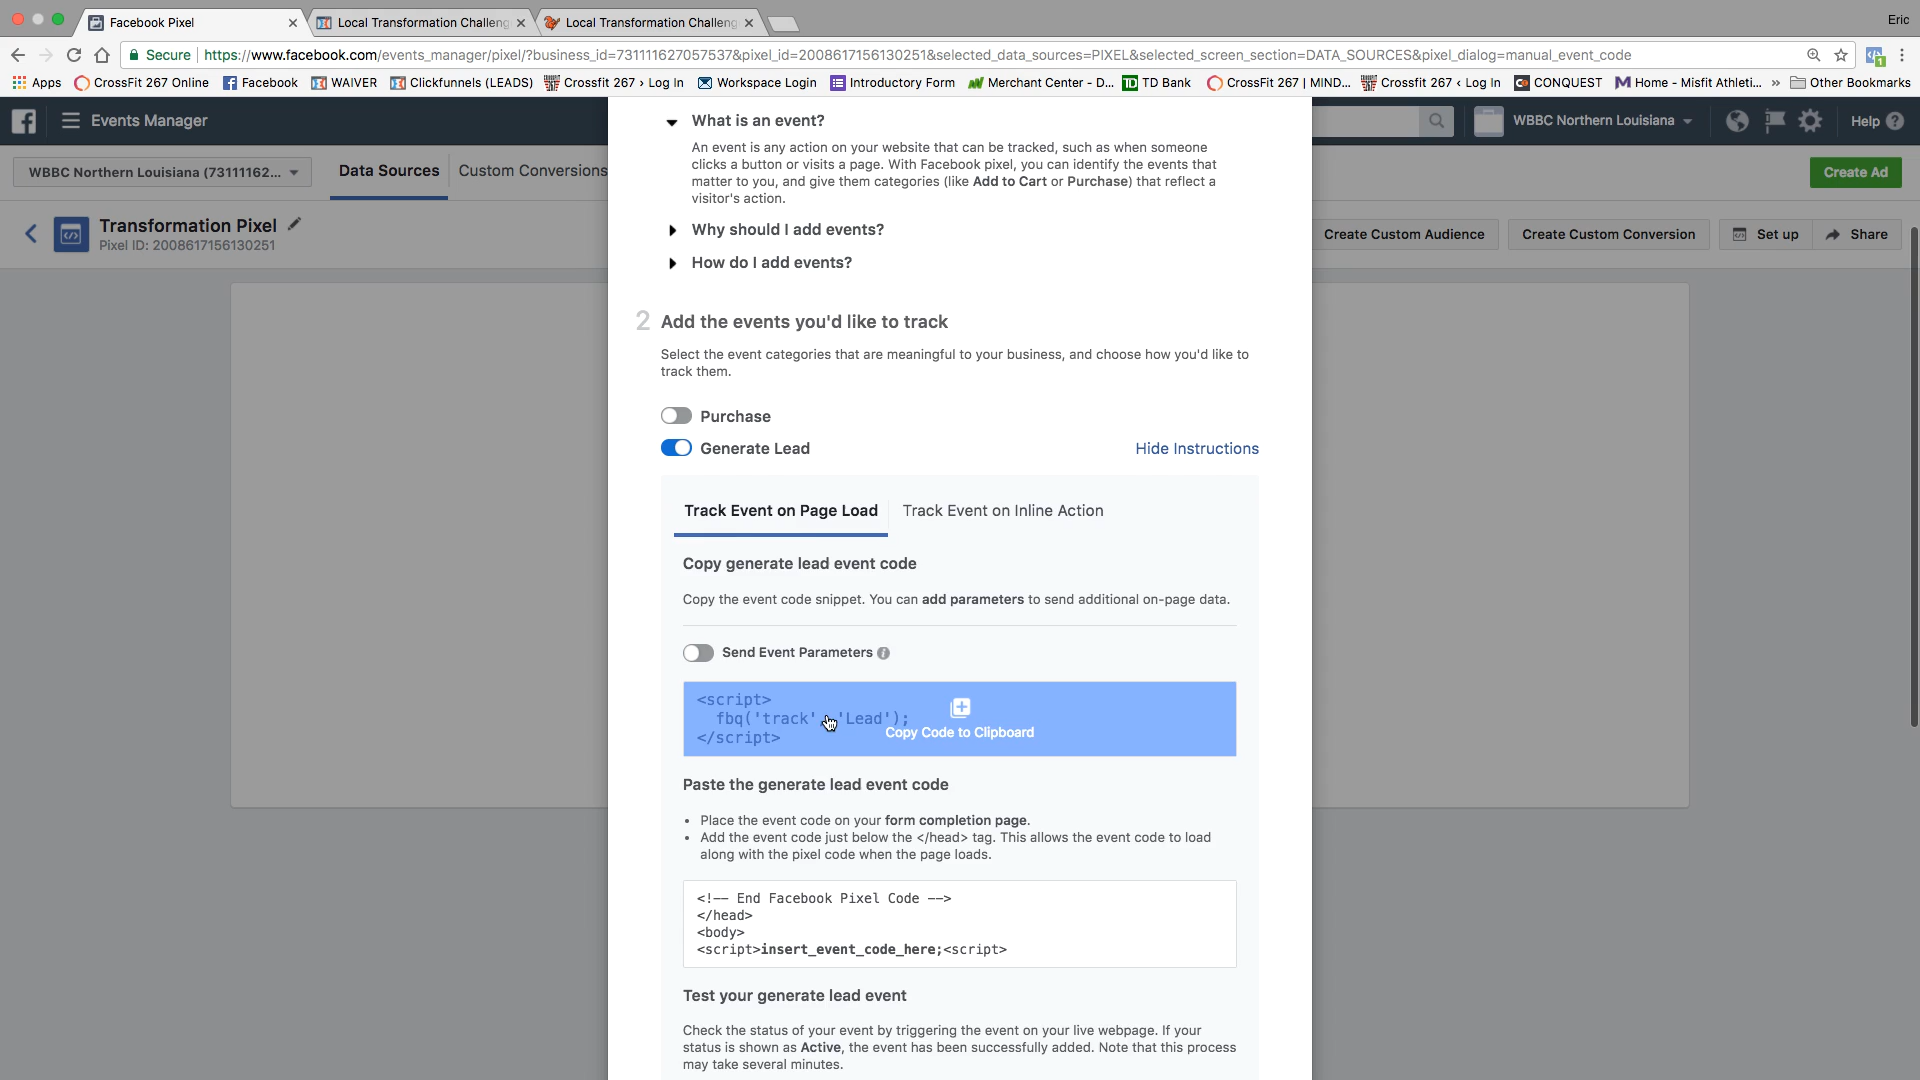 Facebook Pixel
Local Transformation Challeng
Local Transformation Challeng
Eric
Secure https://www.facebook.com/events_manager/pixel/?business_id=731111627057537&pixel_id=2008617156130251&selected_data_sources=PIXEL&selected_screen_section=DATA_SOURCES&pixel_dialog=manual_event_code
1
Apps CrossFit 267 Online Facebook WAIVER Clickfunnels (LEADS) Crossfit 267 › Log In Workspace Login Introductory Form Merchant Center - D... TD Bank CrossFit 267 | MIND... Crossfit 267 ‹ Log In CONQUEST Home - Misfit Athleti... » Other Bookmarks
Events Manager
WBBC Northern Louisiana
Help
WBBC Northern Louisiana (73111162...
Data Sources
Custom Conversions
Create Ad
Transformation Pixel
Pixel ID: 2008617156130251
Create Custom Audience
Create Custom Conversion
Set up
Share
What is an event?
An event is any action on your website that can be tracked, such as when someone
clicks a button or visits a page. With Facebook pixel, you can identify the events that
matter to you, and give them categories (like Add to Cart or Purchase) that reflect a
visitor's action.
Why should I add events?
How do I add events?
2 Add the events you'd like to track
Select the event categories that are meaningful to your business, and choose how you'd like to
track them.
Purchase
Generate Lead
Hide Instructions
Track Event on Page Load
Track Event on Inline Action
Copy generate lead event code
Copy the event code snippet. You can add parameters to send additional on-page data.
Send Event Parameters
<script>
fbq('track', 'Lead');
</script>
Copy Code to Clipboard
Paste the generate lead event code
• Place the event code on your form completion page.
• Add the event code just below the </head> tag. This allows the event code to load
along with the pixel code when the page loads.
<!-- End Facebook Pixel Code -->
</head>
<body>
<script>insert_event_code_here;<script>
Test your generate lead event
Check the status of your event by triggering the event on your live webpage. If your
status is shown as Active, the event has been successfully added. Note that this process
may take several minutes.